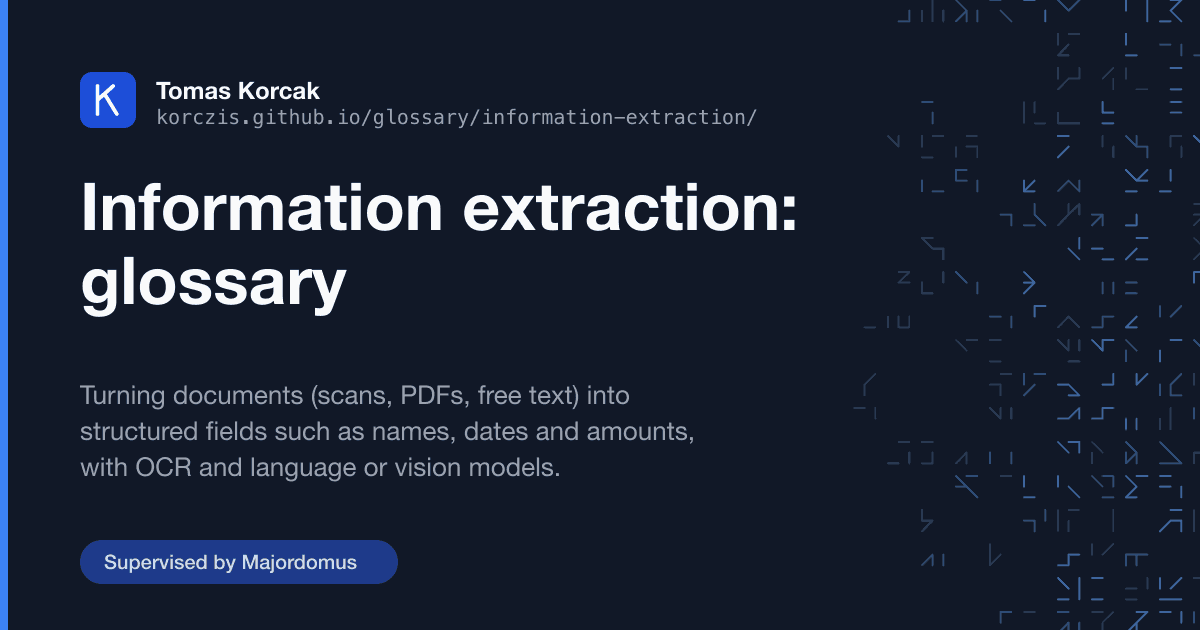 K
Tomas Korcak
korczis.github.io/glossary/information-extraction/
Information extraction:
glossary
Turning documents (scans, PDFs, free text) into
structured fields such as names, dates and amounts,
with OCR and language or vision models.
Supervised by Majordomus